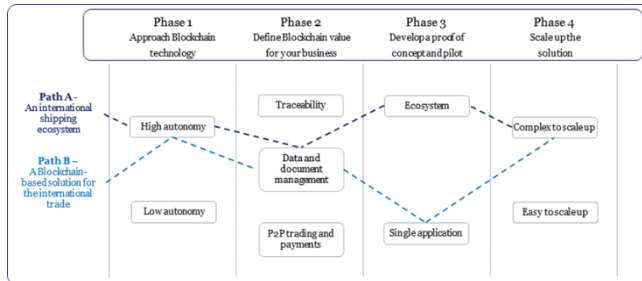 Phase 1
Approach Blockchain
technology
Phase 2
Define Blockchain value
for your business
Phase 3
Develop a proof of
concept and pilot
Phase 4
Scale up the
solution
Path A -
An international
shipping
ecosystem
Path B –
A Blockchain-
based solution for
the international
trade
High autonomy
Low autonomy
Traceability
Data and
document
management
P2P trading and
payments
Ecosystem
Single application
Complex to scale up
Easy to scale up